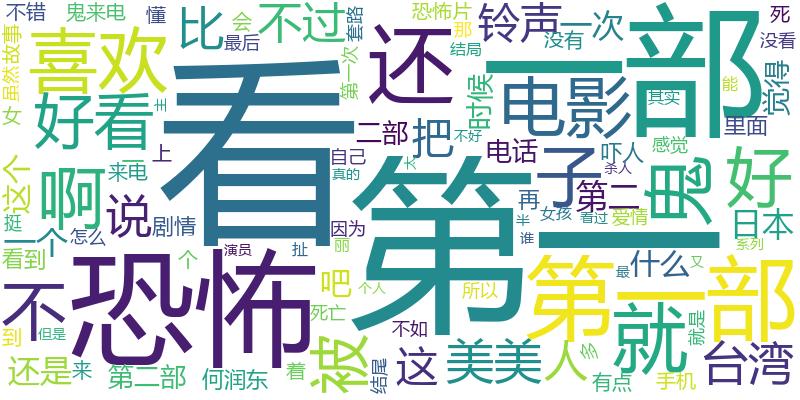 不错
鬼来电
懂
会
套路
不过
恐怖片
那
铃声
一次
死
喜欢
比
最后
还
结局
没有
没看
虽然故事
第一次
时候
电影
一部
觉得
女
好看
二部
把
电话
其实
能
里面
看
主
不好
吓人
感觉
这个
一
上
自己
来电
真的
太
子
杀人
鬼
好
啊
说
剧情
第二
再
半
女孩
看过
爱情
日本
挺
一个
怎么
因为
第二
谁
看到
个
演员
扯
丽
吧
个人
所以
第一部
最
什么
又
系列
不
恐怖
到
但是
死亡
不如
就
就是
还是
来
第二部
何润东
着
被
结尾
这
美美
人
多
有点
手机
台湾